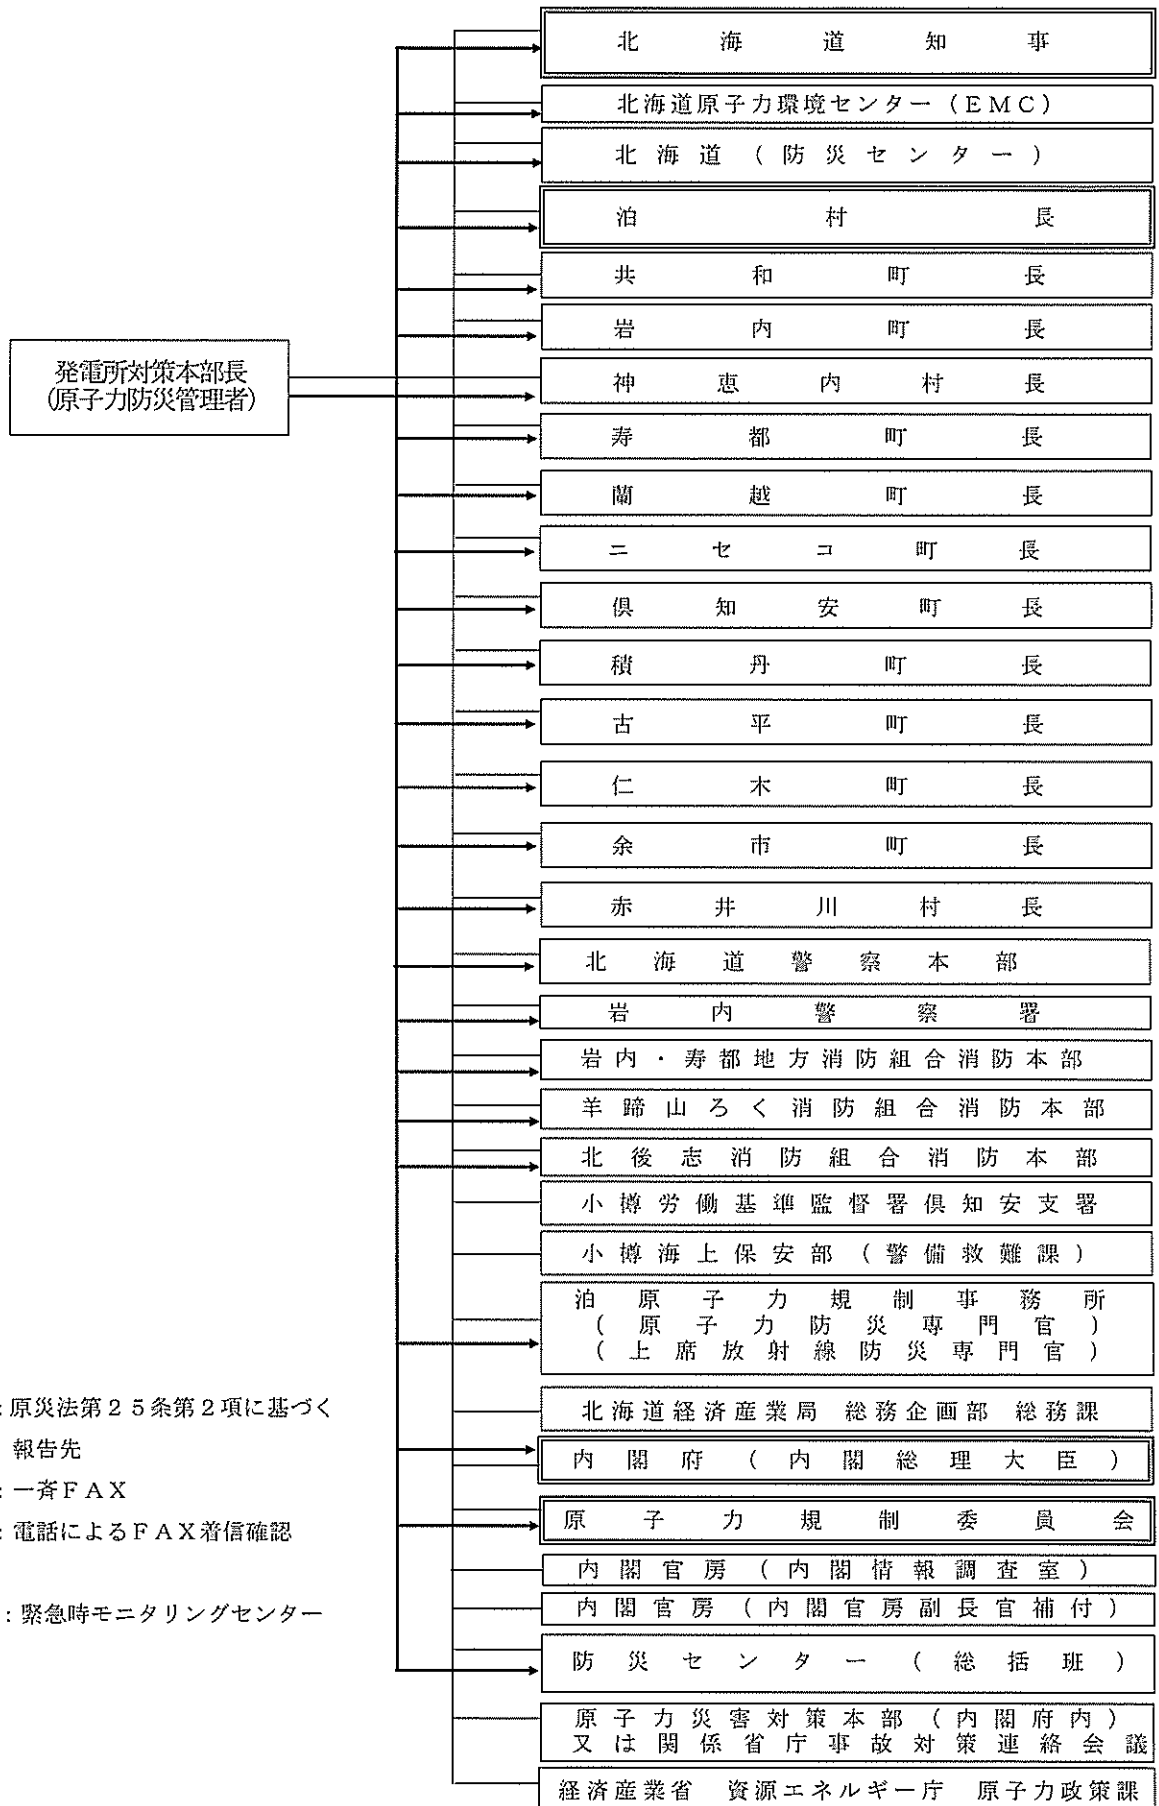 北海道知事
北海道原子力環境センター（ＥＭＣ）
北海道（防災センター）
泊村長
共和町長
岩内町長
発電所対策本部長
(原子力防災管理者)
神恵内村長
寿都町長
蘭越町長
ニセコ町長
倶知安町長
積丹町長
古平町長
仁木町長
余市町長
赤井川村長
北海道警察本部
岩内警察署
岩内・寿都地方消防組合消防本部
羊蹄山ろく消防組合消防本部
北後志消防組合消防本部
小樽労働基準監督署倶知安支署
小樽海上保安部（警備救難課）
泊原子力規制事務所
（原子力防災専門官）
（上席放射線防災専門官）
北海道経済産業局　総務企画部　総務課
内閣府（内閣総理大臣）
原子力規制委員会
内閣官房（内閣情報調査室）
内閣官房（内閣官房副長官補付）
防災センター（総括班）
原子力災害対策本部（内閣府内）
又は関係省庁事故対策連絡会議
経済産業省　資源エネルギー庁　原子力政策課
：原災法第２５条第２項に基づく
報告先
：一斉ＦＡＸ
：電話によるＦＡＸ着信確認
：緊急時モニタリングセンター